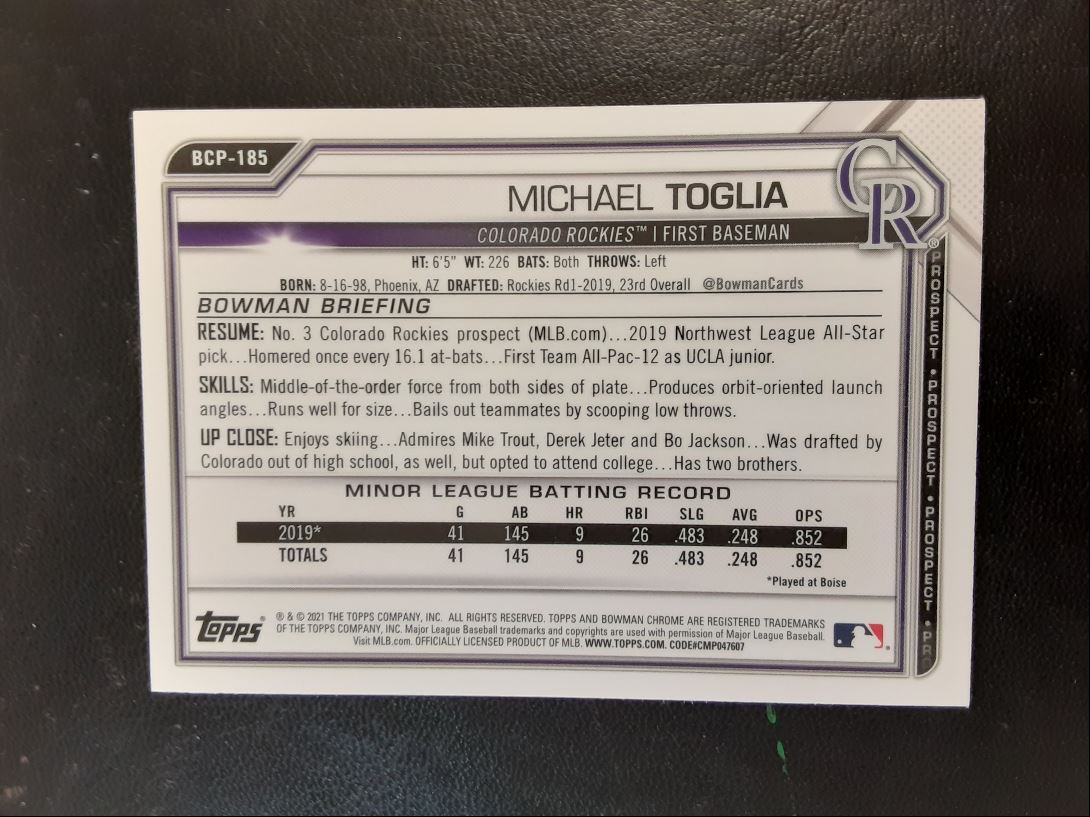 BCP-185
CR
®
MICHAEL TOGLIA
COLORADO ROCKIES™ | FIRST BASEMAN
HT: 6'5" WT: 226 BATS: Both THROWS: Left
BORN: 8-16-98, Phoenix, AZ DRAFTED: Rockies Rd1-2019, 23rd Overall @BowmanCards
BOWMAN BRIEFING
RESUME: No. 3 Colorado Rockies prospect (MLB.com)...2019 Northwest League All-Star
pick...Homered once every 16.1 at-bats...First Team All-Pac-12 as UCLA junior.
SKILLS: Middle-of-the-order force from both sides of plate...Produces orbit-oriented launch
angles...Runs well for size...Bails out teammates by scooping low throws.
UP CLOSE: Enjoys skiing...Admires Mike Trout, Derek Jeter and Bo Jackson...Was drafted by
Colorado out of high school, as well, but opted to attend college...Has two brothers.
MINOR LEAGUE BATTING RECORD
YR G AB HR RBI SLG AVG OPS
2019* 41 145 9 26 .483 .248 .852
TOTALS 41 145 9 26 .483 .248 .852
*Played at Boise
Topps®
® & © 2021 THE TOPPS COMPANY, INC. ALL RIGHTS RESERVED. TOPPS AND BOWMAN CHROME ARE REGISTERED TRADEMARKS
OF THE TOPPS COMPANY, INC. Major League Baseball trademarks and copyrights are used with permission of Major League Baseball.
Visit MLB.com. OFFICIALLY LICENSED PRODUCT OF MLB. WWW.TOPPS.COM. CODE#CMP047607
PROSPECT • PROSPECT • PROSPECT • PR